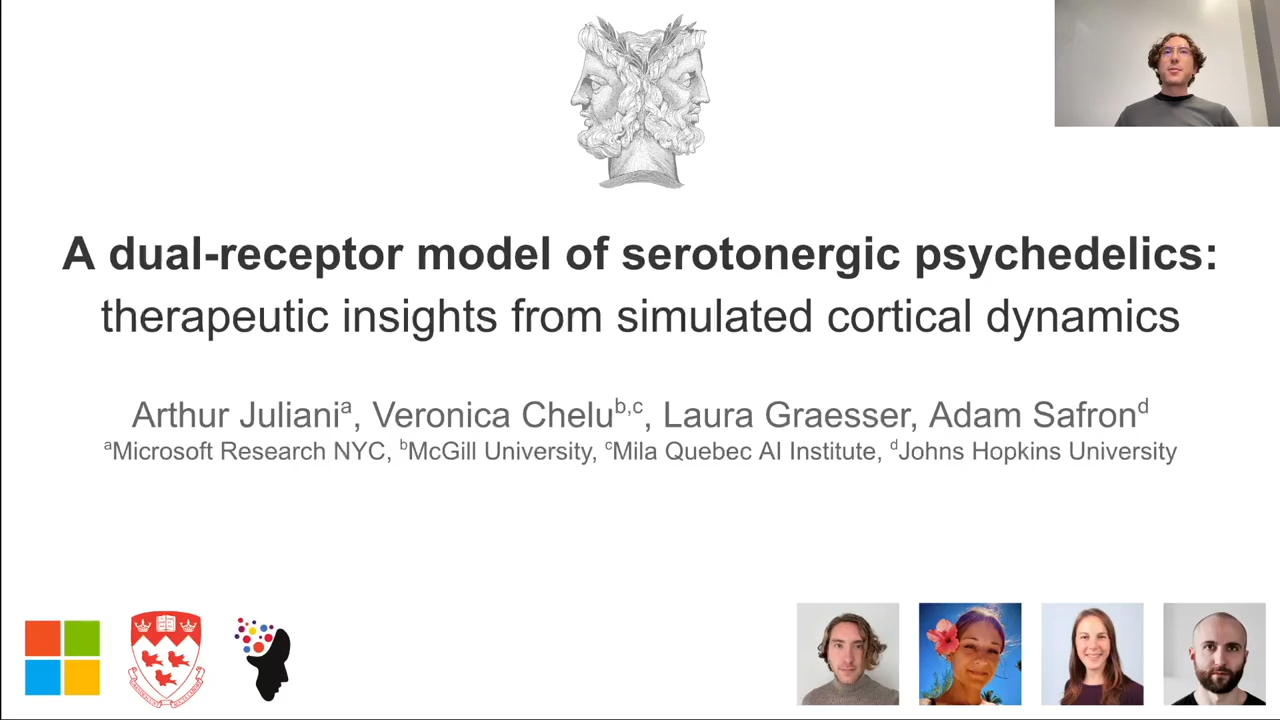 A dual-receptor model of serotonergic psychedelics:
therapeutic insights from simulated cortical dynamics
Arthur Julianiᵃ, Veronica Cheluᵇ,ᶜ, Laura Graesser, Adam Safronᵈ
ᵃMicrosoft Research NYC, ᵇMcGill University, ᶜMila Quebec AI Institute, ᵈJohns Hopkins University